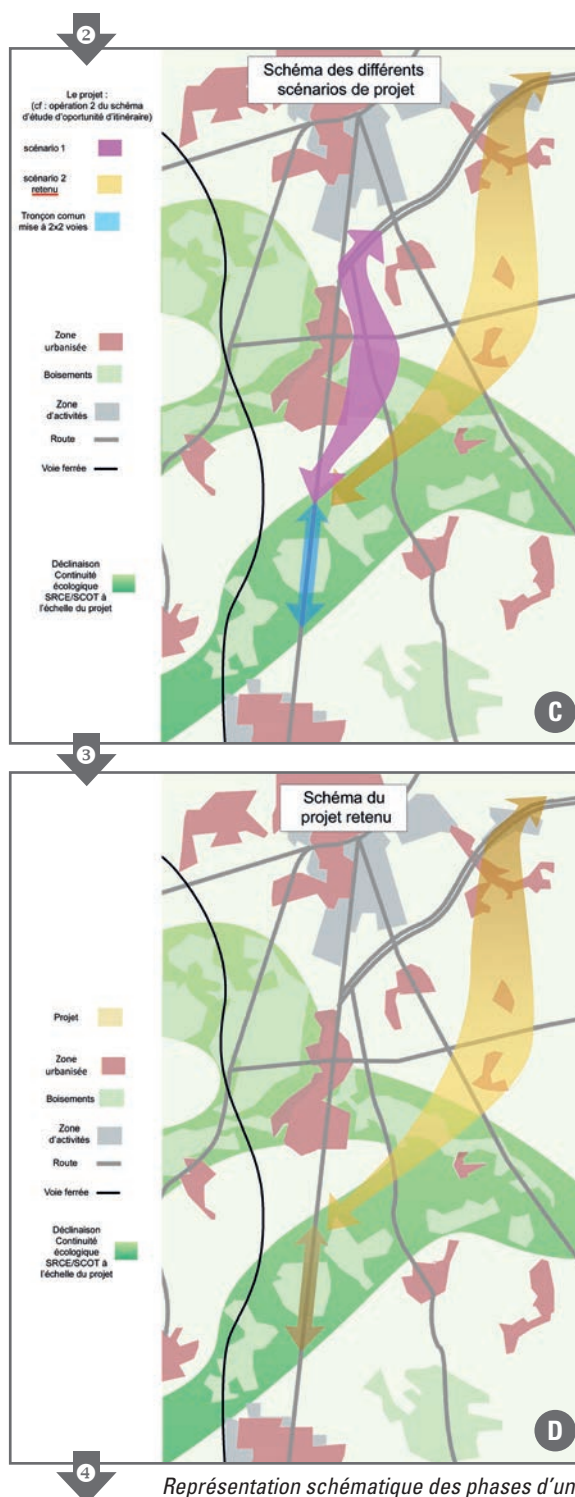 2
Schéma des différents
scénarios de projet
Le projet :
(cf : opération 2 du schéma
d'étude d'oportunité d'itinéraire)
scénario 1
scénario 2
retenu
Tronçon comun
mise à 2x2 voies
Zone
urbanisée
Boisements
Zone
d'activités
Route
Voie ferrée
Déclinaison
Continuité
écologique
SRCE/SCOT à
l'échelle du projet
C
3
Schéma du
projet retenu
Projet
Zone
urbanisée
Boisements
Zone
d'activités
Route
Voie ferrée
Déclinaison
Continuité
écologique
SRCE/SCOT à
l'échelle du projet
D
4
Représentation schématique des phases d'un